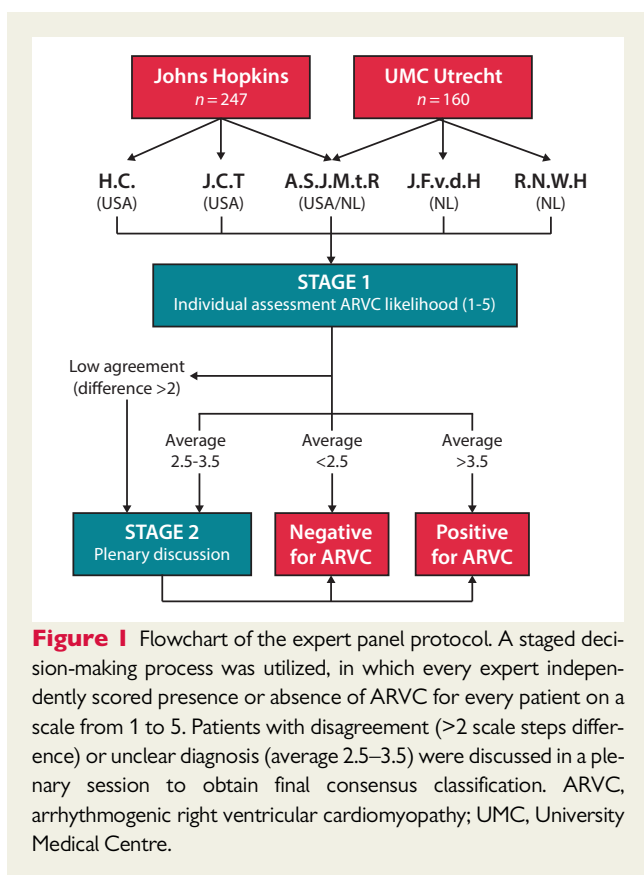 Johns Hopkins
n = 247
UMC Utrecht
n = 160
H.C.
(USA)
J.C.T
(USA)
A.S.J.M.t.R
(USA/NL)
J.F.v.d.H
(NL)
R.N.W.H
(NL)
STAGE 1
Individual assessment ARVC likelihood (1-5)
Low agreement
(difference >2)
Average
2.5-3.5
Average
<2.5
Average
>3.5
STAGE 2
Plenary discussion
Negative
for ARVC
Positive
for ARVC
Figure 1 Flowchart of the expert panel protocol. A staged deci-
sion-making process was utilized, in which every expert indepen-
dently scored presence or absence of ARVC for every patient on a
scale from 1 to 5. Patients with disagreement (>2 scale steps differ-
ence) or unclear diagnosis (average 2.5–3.5) were discussed in a ple-
nary session to obtain final consensus classification. ARVC,
arrhythmogenic right ventricular cardiomyopathy; UMC, University
Medical Centre.